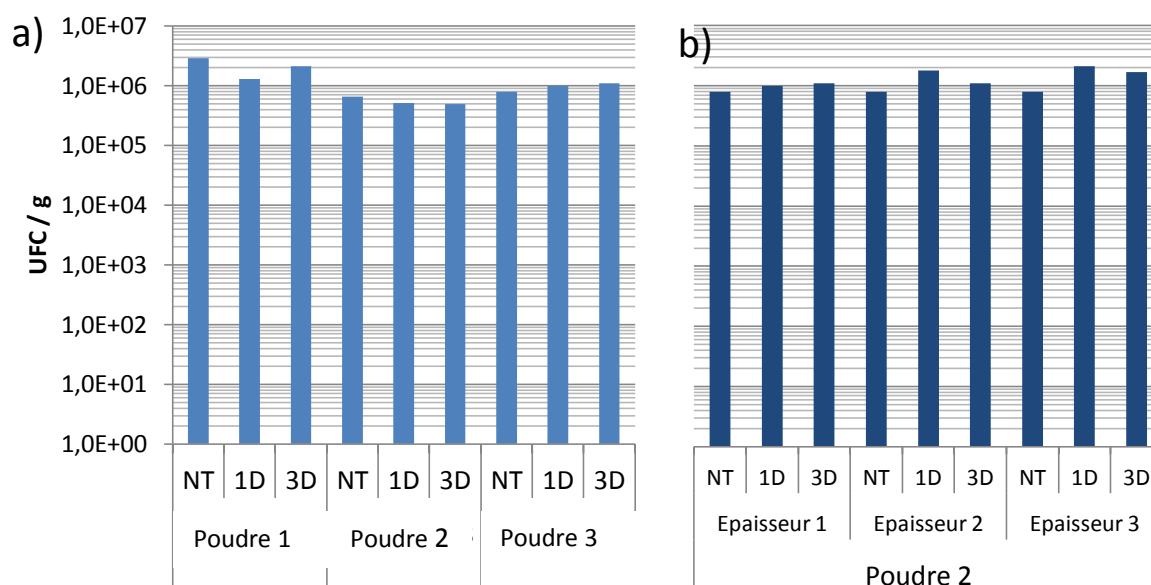 a)
UFC / g
1,0E+07
1,0E+06
1,0E+05
1,0E+04
1,0E+03
1,0E+02
1,0E+01
1,0E+00
NT 1D 3D NT 1D 3D NT 1D 3D
Poudre 1 Poudre 2 Poudre 3
b)
NT 1D 3D NT 1D 3D NT 1D 3D
Epaisseur 1 Epaisseur 2 Epaisseur 3
Poudre 2